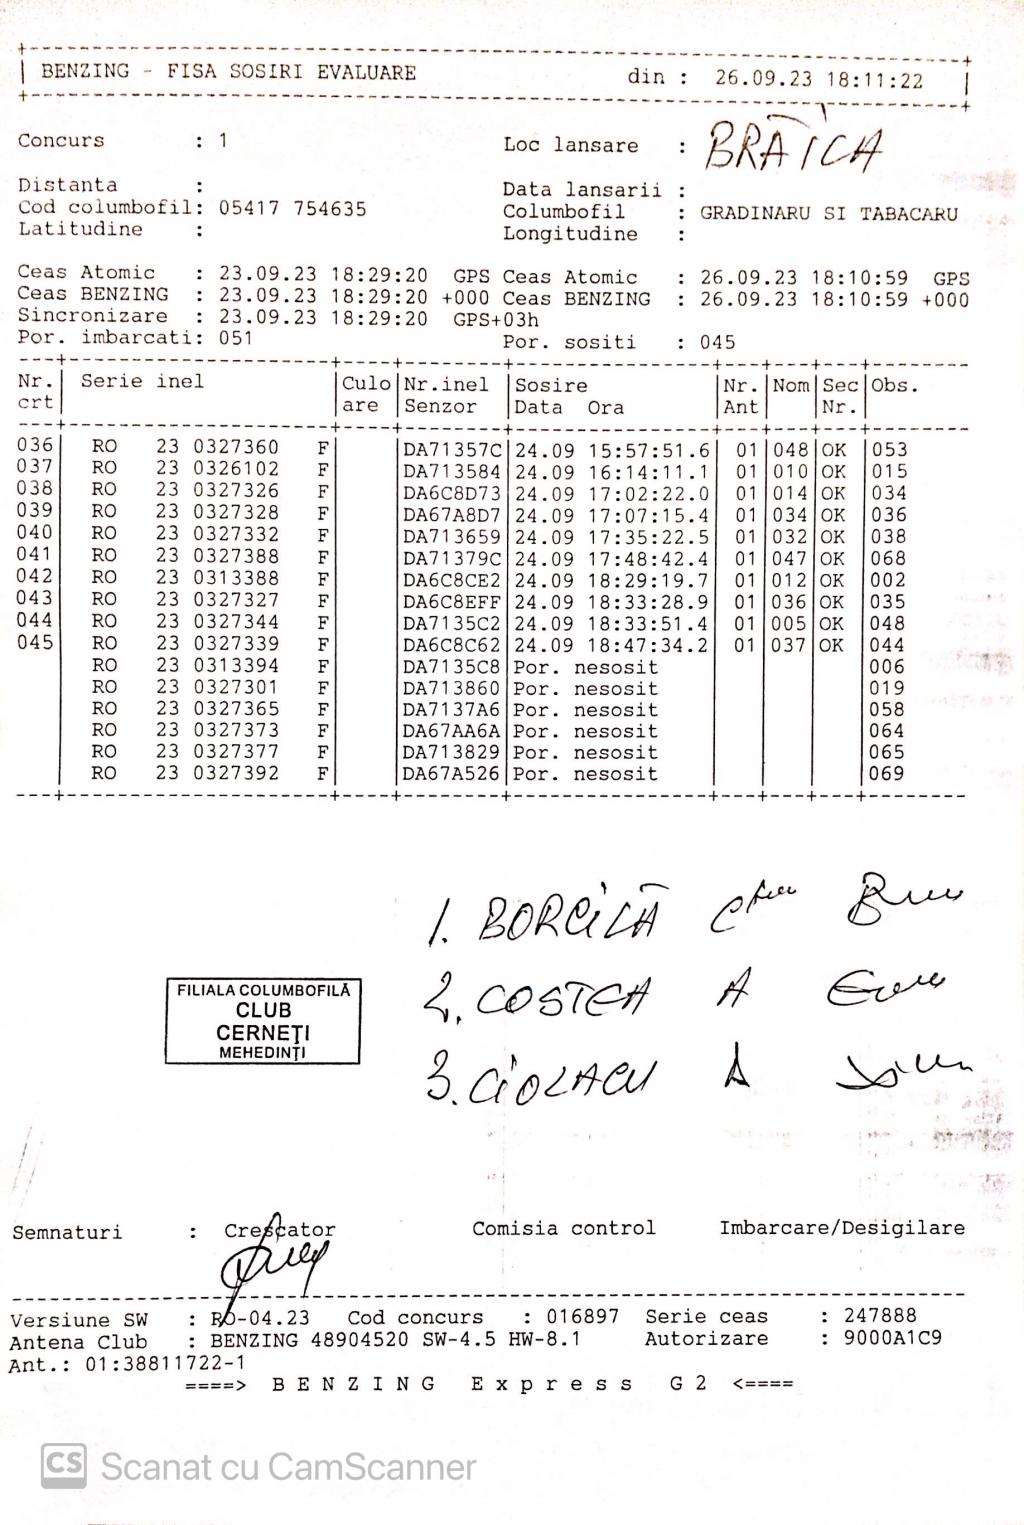 BENZING - FISA SOSIRI EVALUARE din : 26.09.23 18:11:22
Concurs : 1 Loc lansare : BRĂTCA
Distanta : Data lansarii :
Cod columbofil: 05417 754635 Columbofil : GRADINARU SI TABACARU
Latitudine : Longitudine :
Ceas Atomic : 23.09.23 18:29:20 GPS Ceas Atomic : 26.09.23 18:10:59 GPS
Ceas BENZING : 23.09.23 18:29:20 +000 Ceas BENZING : 26.09.23 18:10:59 +000
Sincronizare : 23.09.23 18:29:20 GPS+03h
Por. imbarcati: 051 Por. sositi : 045
Nr. Serie inel Culo Nr.inel Sosire Nr. Nom Sec Obs.
crt are Senzor Data Ora Ant Nr.
036 RO 23 0327360 F DA71357C 24.09 15:57:51.6 01 048 OK 053
037 RO 23 0326102 F DA713584 24.09 16:14:11.1 01 010 OK 015
038 RO 23 0327326 F DA6C8D73 24.09 17:02:22.0 01 014 OK 034
039 RO 23 0327328 F DA67A8D7 24.09 17:07:15.4 01 034 OK 036
040 RO 23 0327332 F DA713659 24.09 17:35:22.5 01 032 OK 038
041 RO 23 0327388 F DA71379C 24.09 17:48:42.4 01 047 OK 068
042 RO 23 0313388 F DA6C8CE2 24.09 18:29:19.7 01 012 OK 002
043 RO 23 0327327 F DA6C8EFF 24.09 18:33:28.9 01 036 OK 035
044 RO 23 0327344 F DA7135C2 24.09 18:33:51.4 01 005 OK 048
045 RO 23 0327339 F DA6C8C62 24.09 18:47:34.2 01 037 OK 044
RO 23 0313394 F DA7135C8 Por. nesosit 006
RO 23 0327301 F DA713860 Por. nesosit 019
RO 23 0327365 F DA7137A6 Por. nesosit 058
RO 23 0327373 F DA67AA6A Por. nesosit 064
RO 23 0327377 F DA713829 Por. nesosit 065
RO 23 0327392 F DA67A526 Por. nesosit 069
1. BORCILĂ
2. COSTEA A
3. CIOLACU A
FILIALA COLUMBOFILĂ
CLUB
CERNEȚI
MEHEDINȚI
Semnaturi : Crescator Comisia control Imbarcare/Desigilare
Versiune SW : RO-04.23 Cod concurs : 016897 Serie ceas : 247888
Antena Club : BENZING 48904520 SW-4.5 HW-8.1 Autorizare : 9000A1C9
Ant.: 01:38811722-1
====> B E N Z I N G E x p r e s s G 2 <====
CS Scanat cu CamScanner